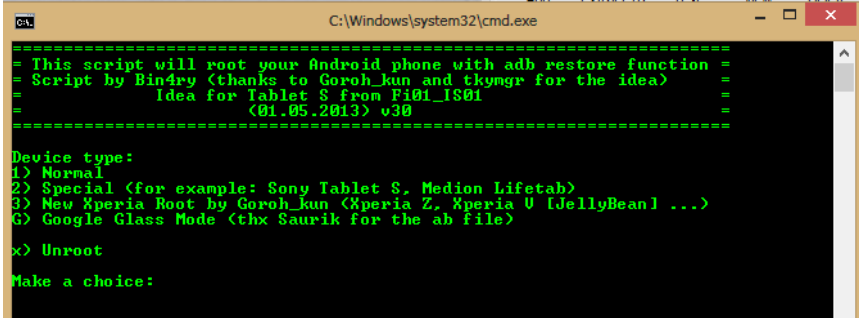 C:\Windows\system32\cmd.exe
======================================================================
= This script will root your Android phone with adb restore function =
= Script by Bin4ry (thanks to Goroh_kun and tkymgr for the idea)     =
=             Idea for Tablet S from Fi01_IS01                       =
=                      (01.05.2013) v30                              =
======================================================================
Device type:
1) Normal
2) Special (for example: Sony Tablet S, Medion Lifetab)
3) New Xperia Root by Goroh_kun (Xperia Z, Xperia V [JellyBean] ...)
G) Google Glass Mode (thx Saurik for the ab file)
x) Unroot
Make a choice: